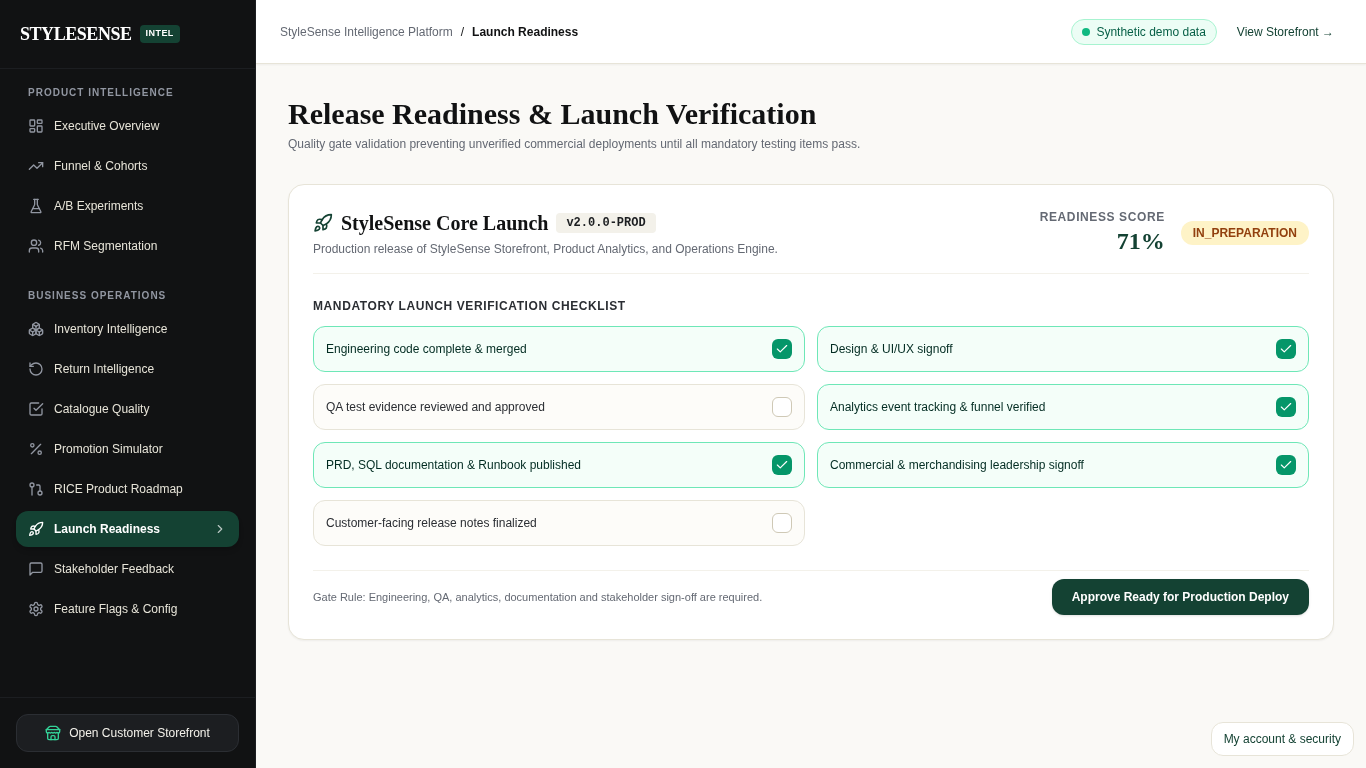 STYLESENSE INTEL
PRODUCT INTELLIGENCE
Executive Overview
Funnel & Cohorts
A/B Experiments
RFM Segmentation
BUSINESS OPERATIONS
Inventory Intelligence
Return Intelligence
Catalogue Quality
Promotion Simulator
RICE Product Roadmap
Launch Readiness
Stakeholder Feedback
Feature Flags & Config
Open Customer Storefront
StyleSense Intelligence Platform / Launch Readiness
Synthetic demo data
View Storefront →
Release Readiness & Launch Verification
Quality gate validation preventing unverified commercial deployments until all mandatory testing items pass.
StyleSense Core Launch v2.0.0-PROD
Production release of StyleSense Storefront, Product Analytics, and Operations Engine.
READINESS SCORE
71%
IN_PREPARATION
MANDATORY LAUNCH VERIFICATION CHECKLIST
Engineering code complete & merged
Design & UI/UX signoff
QA test evidence reviewed and approved
Analytics event tracking & funnel verified
PRD, SQL documentation & Runbook published
Commercial & merchandising leadership signoff
Customer-facing release notes finalized
Gate Rule: Engineering, QA, analytics, documentation and stakeholder sign-off are required.
Approve Ready for Production Deploy
My account & security